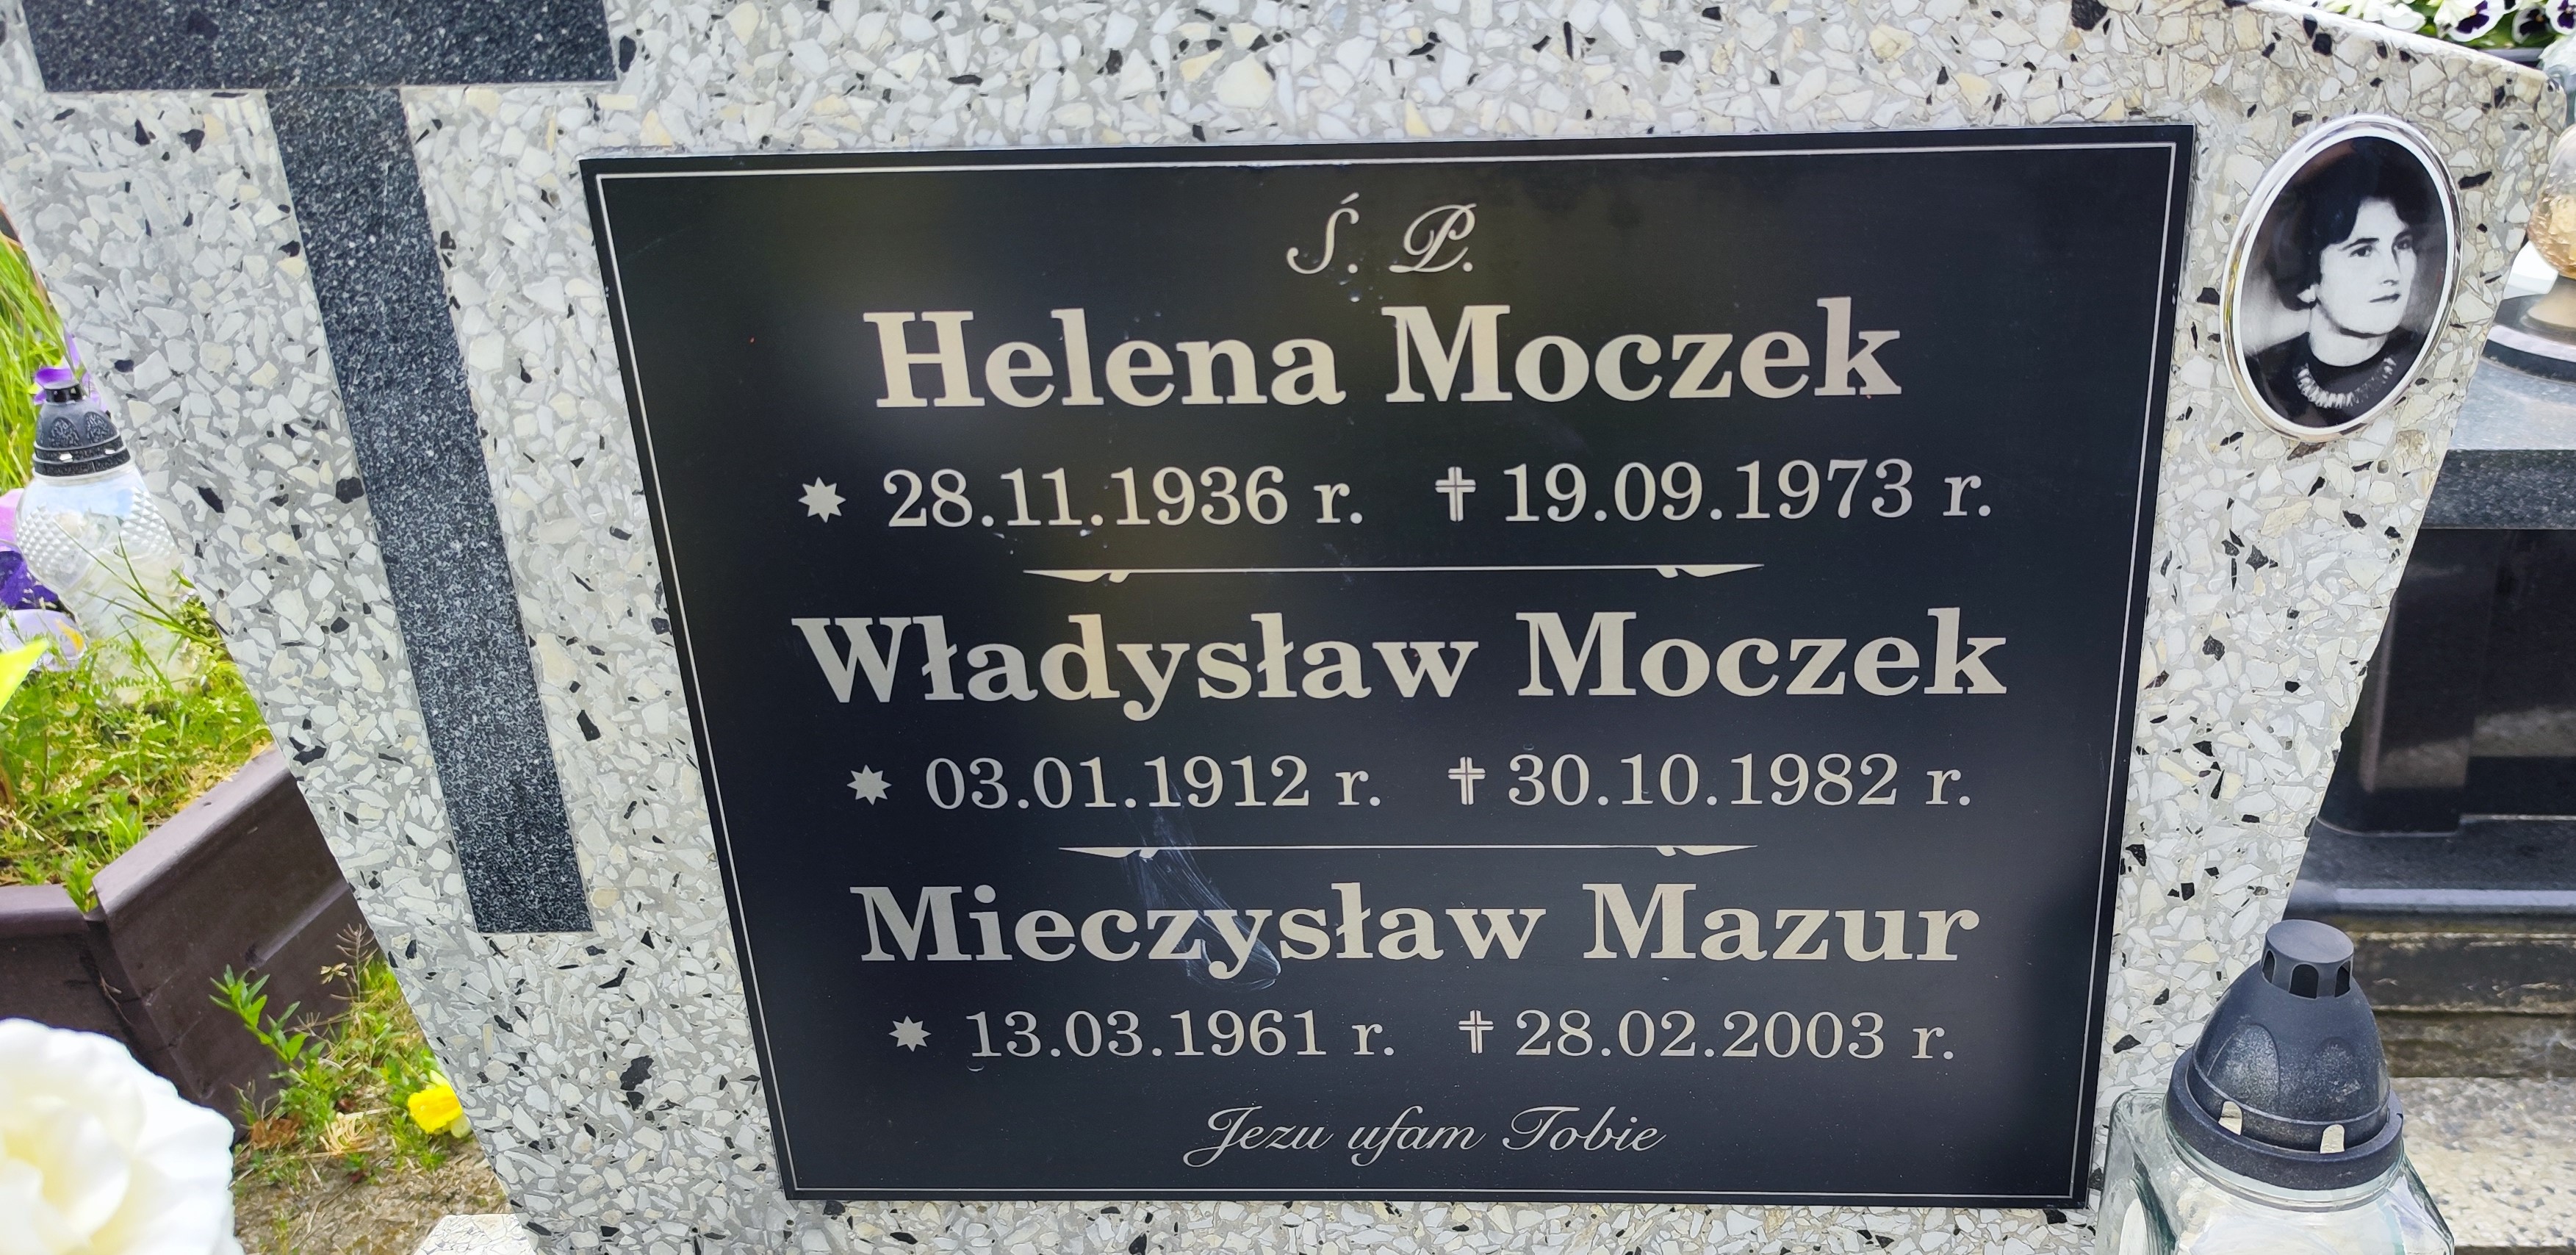 Ś. P.
Helena Moczek
✷ 28.11.1936 r. ✝ 19.09.1973 r.
Władysław Moczek
✷ 03.01.1912 r. ✝ 30.10.1982 r.
Mieczysław Mazur
✷ 13.03.1961 r. ✝ 28.02.2003 r.
Jezu ufam Tobie